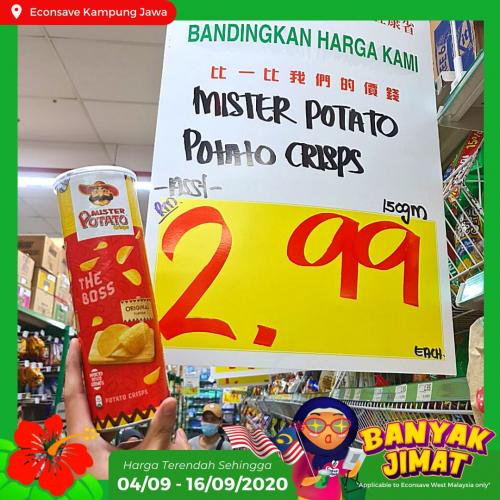 Econsave Kampung Jawa
BANDINGKAN HARGA KAMI
比一比我們的價錢
MISTER POTATO
POTATO CRISPS
-ASST-
150gm
RM
2.99
EACH
MISTER
POTATO
Crisps
THE
BOSS
ORIGINAL
POTATO CRISPS
BANYAK
JIMAT
Harga Terendah Sehingga
04/09 - 16/09/2020
*Applicable to Econsave West Malaysia only*